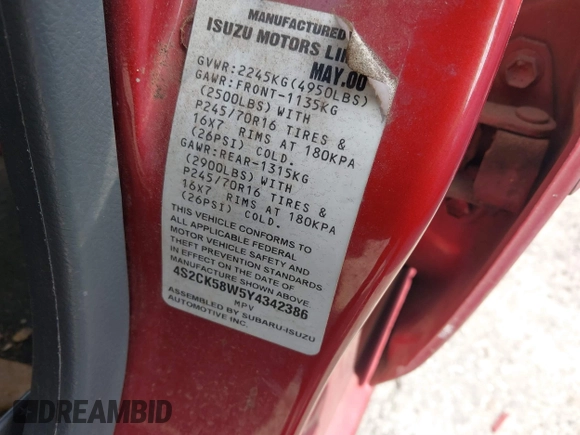 MANUFACTURED
ISUZU MOTORS
MAY.00
GVWR:2245KG(4950LBS)
GAWR:FRONT-1135KG
(2500LBS)WITH
P245/70R16 TIRES &
16X7 RIMS AT 180KPA
(26PSI) COLD.
GAWR:REAR-1315KG
(2900LBS)WITH
P245/70R16 TIRES &
16X7 RIMS AT 180KPA
(26PSI) COLD.
THIS VEHICLE CONFORMS TO
ALL APPLICABLE FEDERAL
MOTOR VEHICLE SAFETY AND
THEFT PREVENTION STANDARDS
IN EFFECT ON THE DATE OF
MANUFACTURE SHOWN ABOVE.
4S2CK58W5Y4342386
MPV
ASSEMBLED BY SUBARU-ISUZU
AUTOMOTIVE INC.
DREAMBID